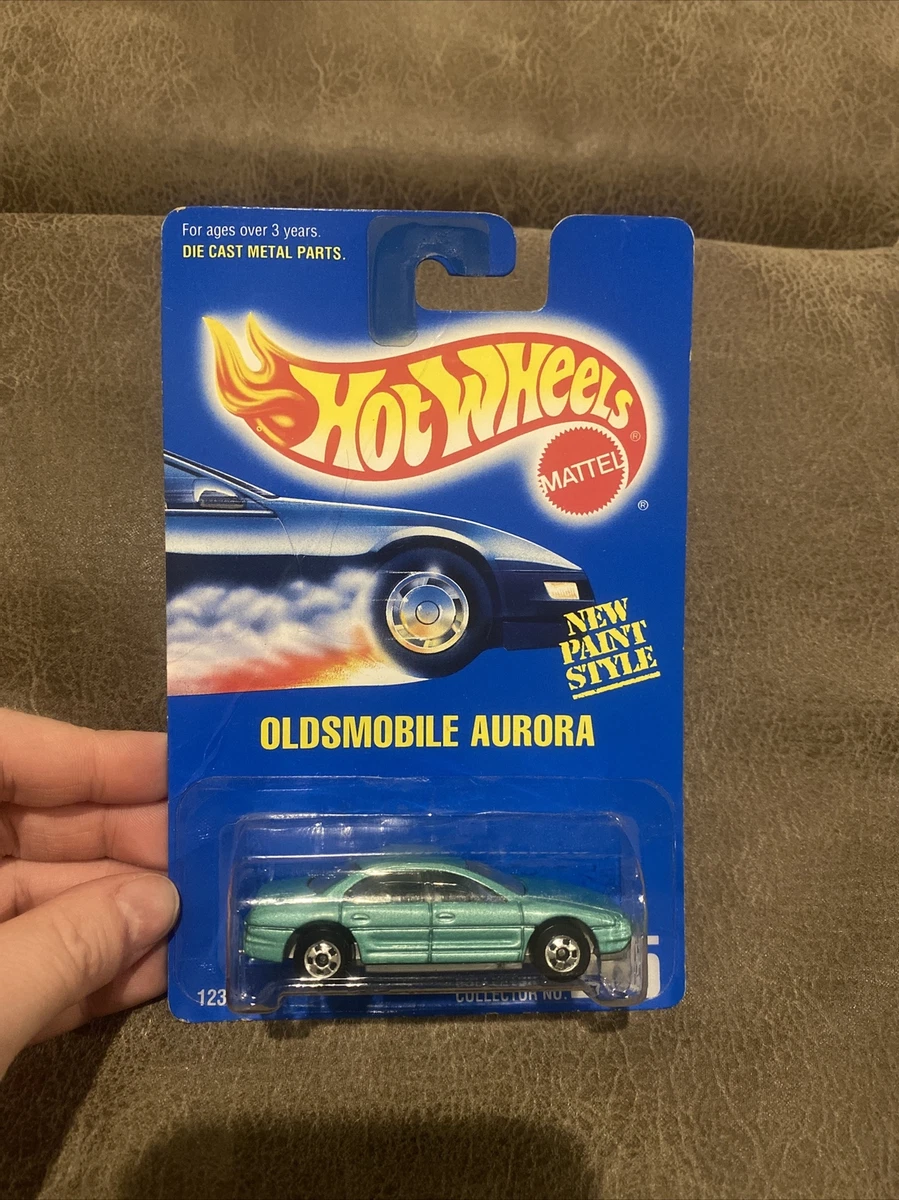 For ages over 3 years.
DIE CAST METAL PARTS.
HOT WHEELS
®
MATTEL
®
NEW
PAINT
STYLE
OLDSMOBILE AURORA
123
COLLECTOR NO.